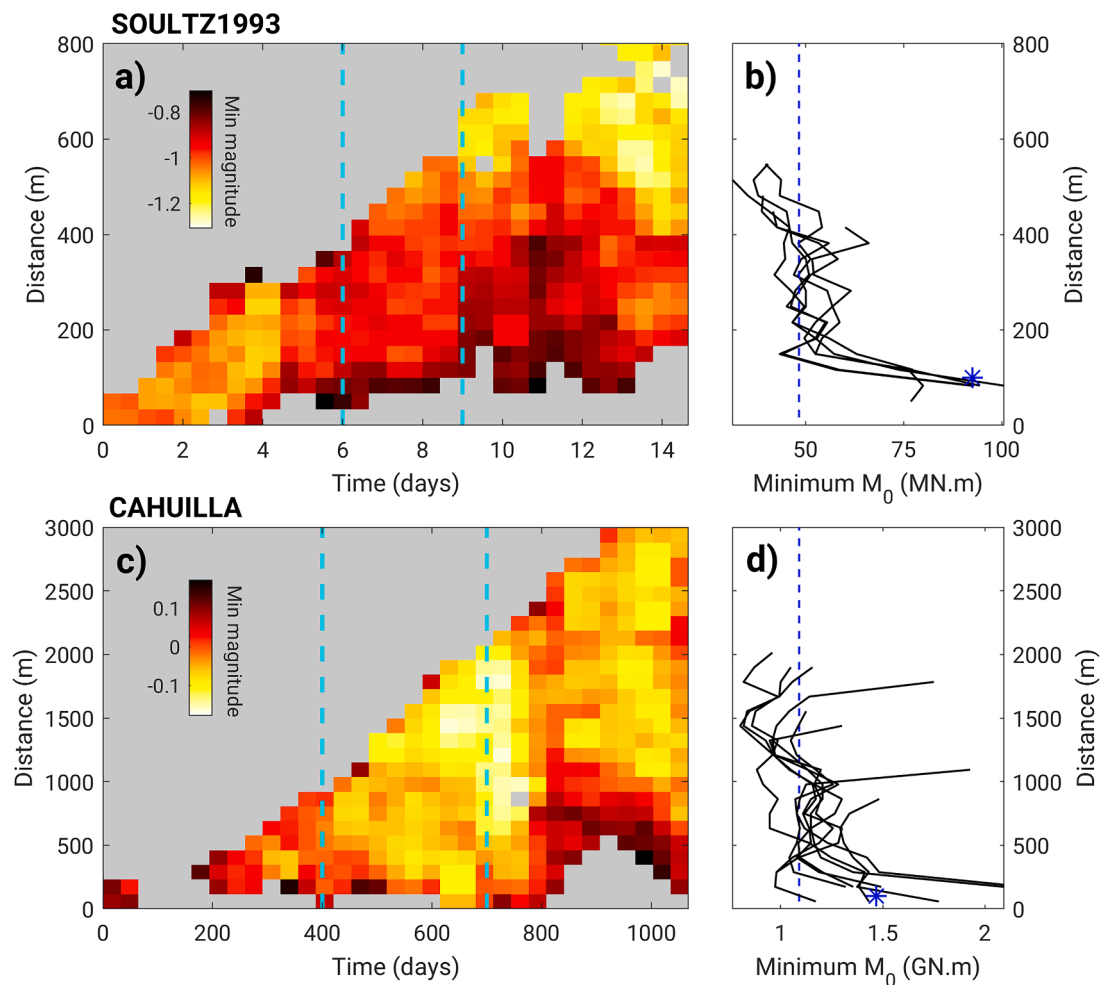 SOULTZ1993
a)
800
600
400
200
0
Distance (m)
-0.8
-1
-1.2
Min magnitude
0 2 4 6 8 10 12 14
Time (days)
b)
800
600
400
200
0
Distance (m)
50 75 100
Minimum M0 (MN.m)
CAHUILLA
c)
3000
2500
2000
1500
1000
500
0
Distance (m)
0.1
0
-0.1
Min magnitude
0 200 400 600 800 1000
Time (days)
d)
3000
2500
2000
1500
1000
500
0
Distance (m)
1 1.5 2
Minimum M0 (GN.m)